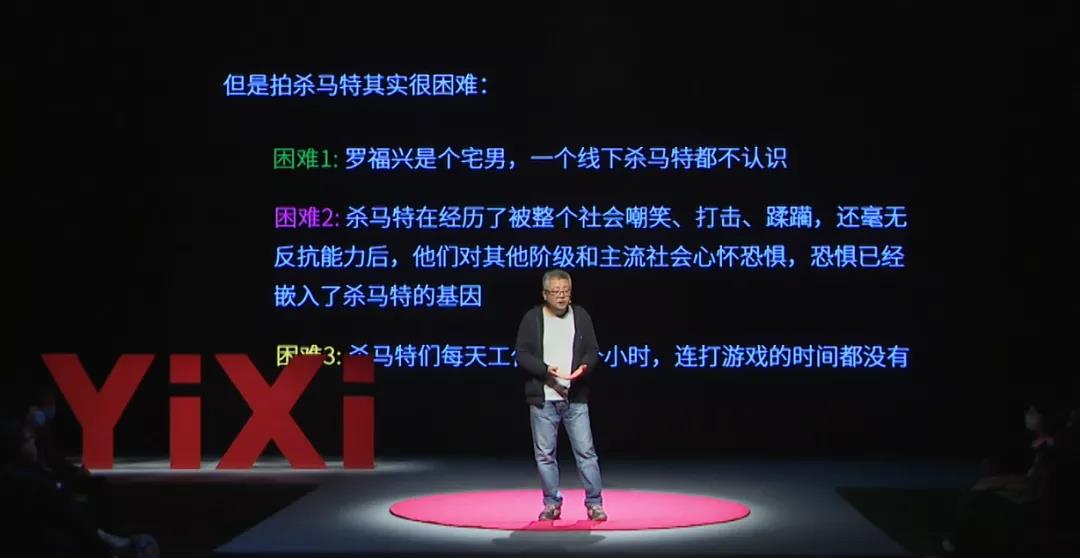 但是拍杀马特其实很困难：
困难1: 罗福兴是个宅男，一个线下杀马特都不认识
困难2: 杀马特在经历了被整个社会嘲笑、打击、蹂躏，还毫无
反抗能力后，他们对其他阶级和主流社会心怀恐惧，恐惧已经
嵌入了杀马特的基因
困难3: 杀马特们每天工 小时，连打游戏的时间都没有
YiXi